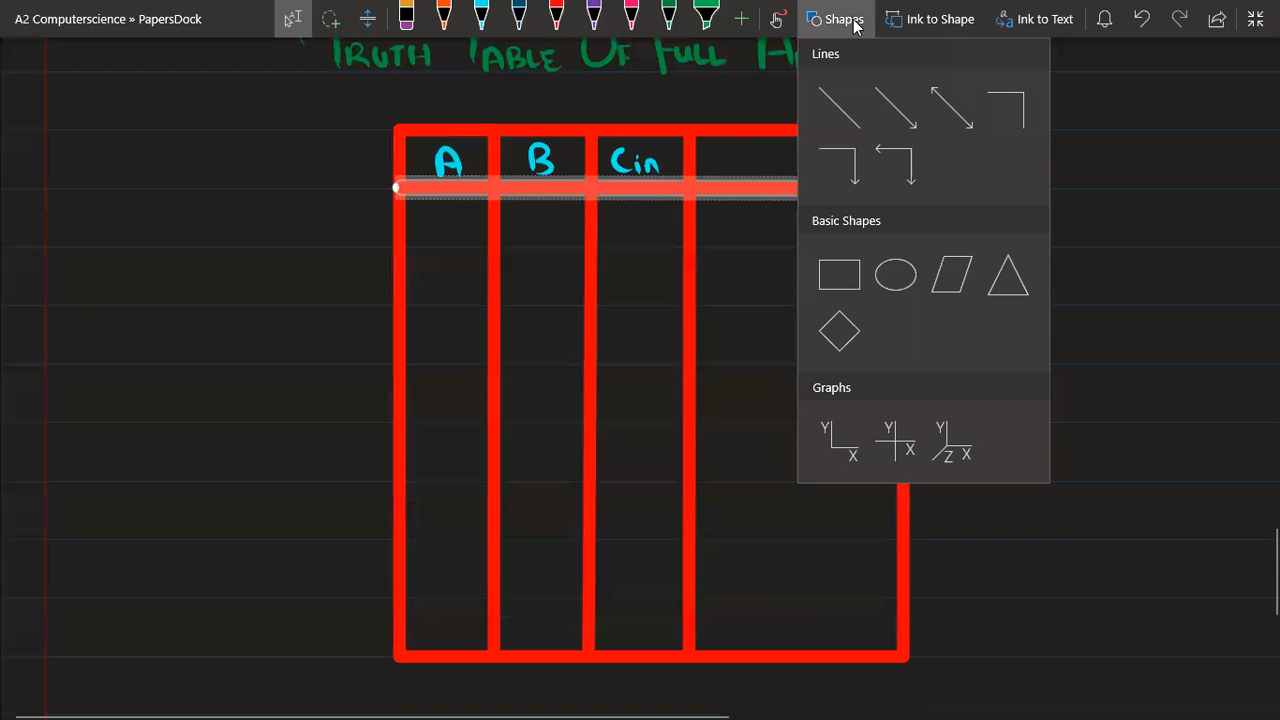 A2 Computerscience » PapersDock
Shapes
Ink to Shape
Ink to Text
TRUTH TABLE OF FULL
Lines
A B Cin
Basic Shapes
Graphs
Y X
Y X
Y Z X